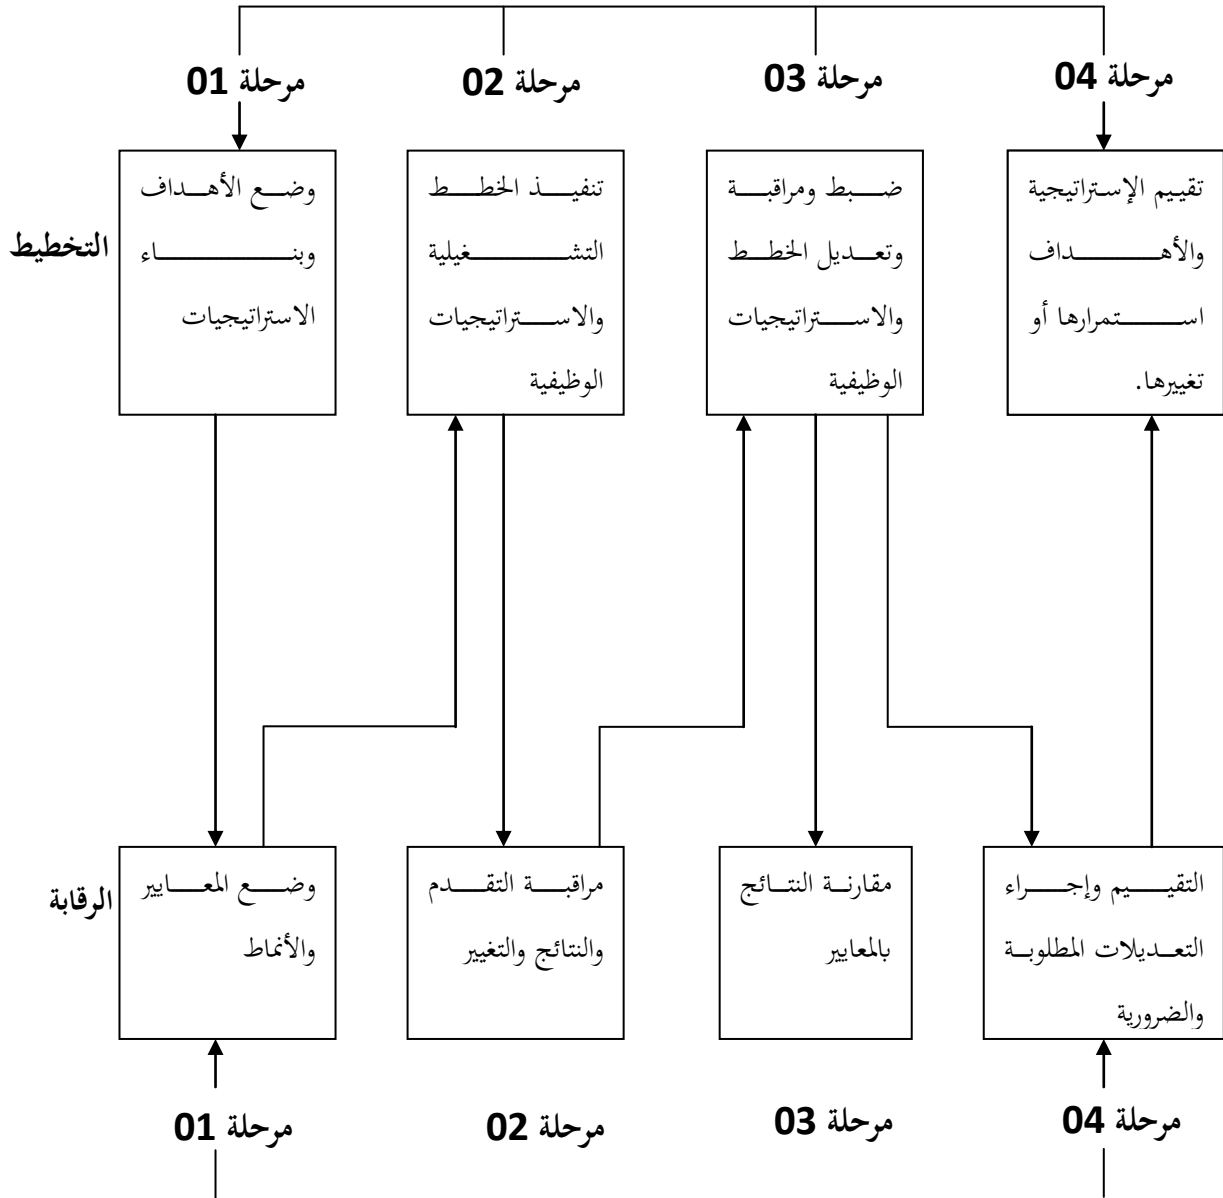 مرحلة 01
مرحلة 02
مرحلة 03
مرحلة 04
التخطيط
وضع الأهداف
وبناء
الاستراتيجيات
تنفيذ الخطط
التشغيلية
والاستراتيجيات
الوظيفية
ضبط ومراقبة
وتعديل الخطط
والاستراتيجيات
الوظيفية
تقييم الإستراتيجية
والأهداف
استمرارها أو
تغييرها.
الرقابة
وضع المعايير
والأنماط
مراقبة التقدم
والنتائج والتغيير
مقارنة النتائج
بالمعايير
التقييم وإجراء
التعديلات المطلوبة
والضرورية
مرحلة 01
مرحلة 02
مرحلة 03
مرحلة 04